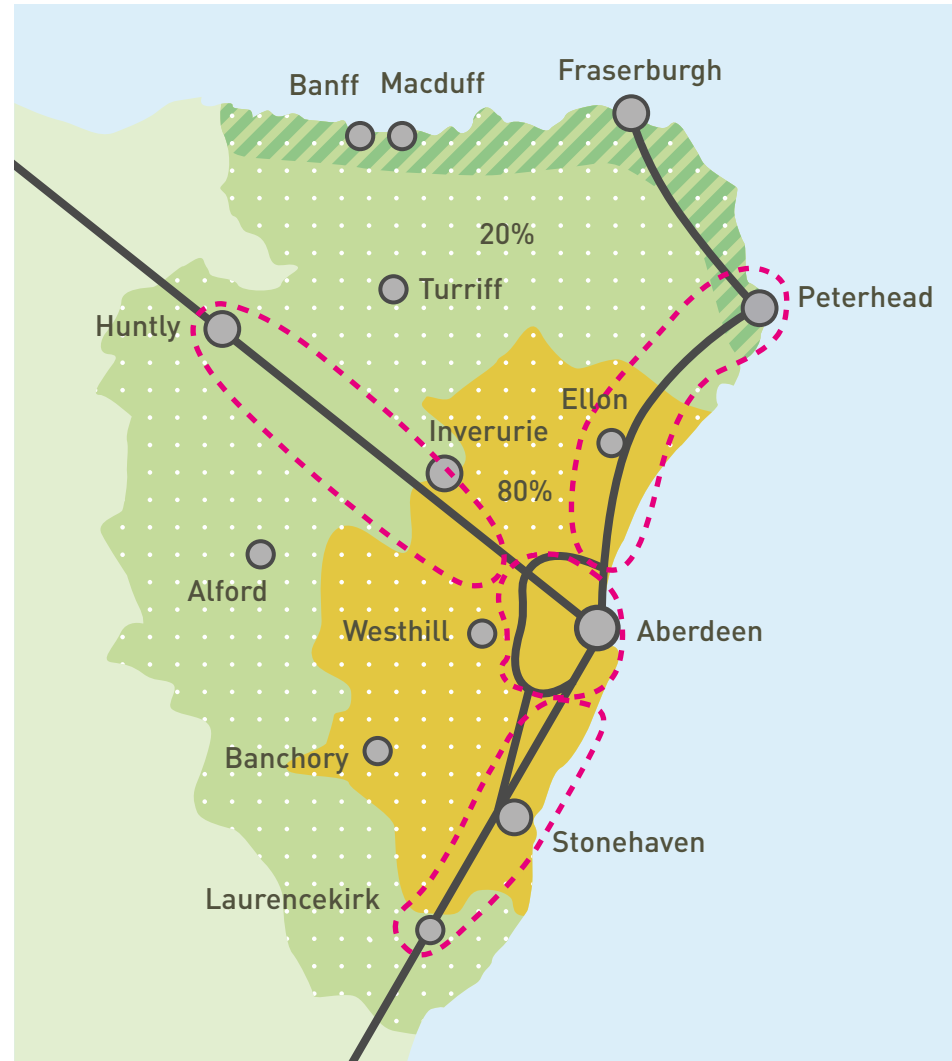 Fraserburgh
Banff Macduff
20%
Turriff
Peterhead
Huntly
Ellon
Inverurie
80%
Alford
Westhill
Aberdeen
Banchory
Stonehaven
Laurencekirk